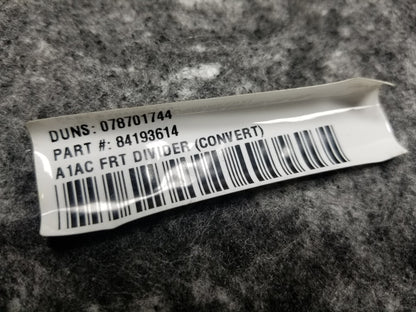 DUNS: 078701744
PART #: 84193614
A1AC FRT DIVIDER (CONVERT)